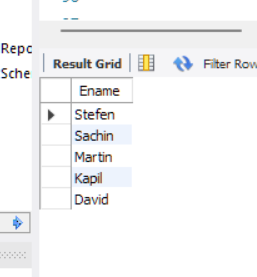 Repo
Sche
Result Grid
Filter Row
Ename
Stefen
Sachin
Martin
Kapil
David